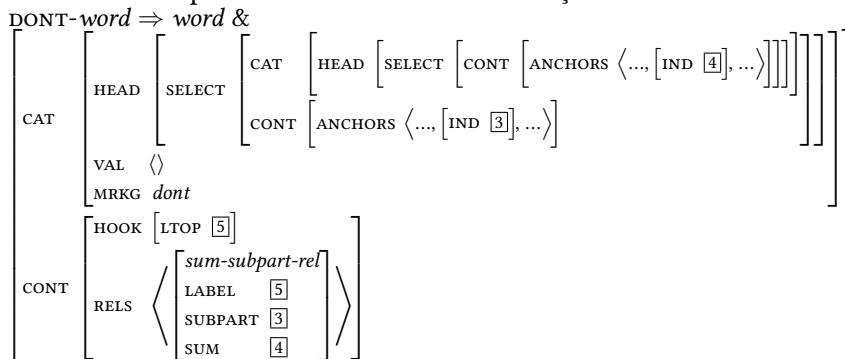 DONT-word ⇒ word &
CAT [HEAD [SELECT [CAT [HEAD [SELECT [CONT [ANCHORS ⟨…, [IND 4], …⟩]]]]
CONT [ANCHORS ⟨…, [IND 3], …⟩]]]
VAL ⟨⟩
MRKG dont]
CONT [HOOK [LTOP 5]
RELS ⟨[sum-subpart-rel
LABEL 5
SUBPART 3
SUM 4